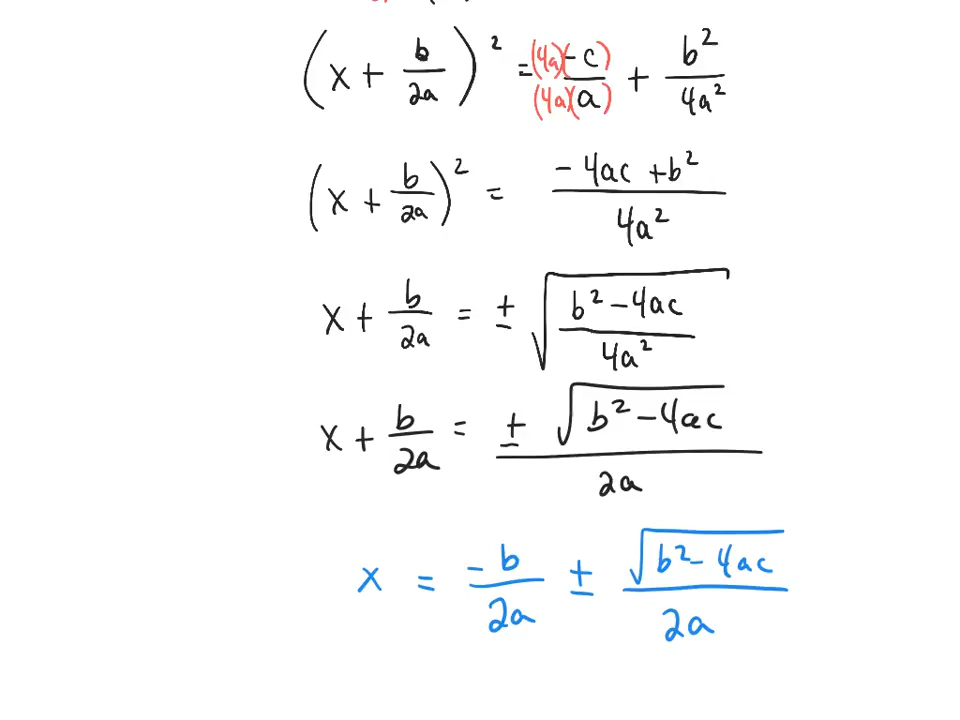 (x + b/2a)² = (4a)(-c)/(4a)(a) + b²/4a²
(x + b/2a)² = -4ac + b²/4a²
x + b/2a = ± √(b² - 4ac/4a²)
x + b/2a = ± √(b² - 4ac)/2a
x = -b/2a ± √(b² - 4ac)/2a